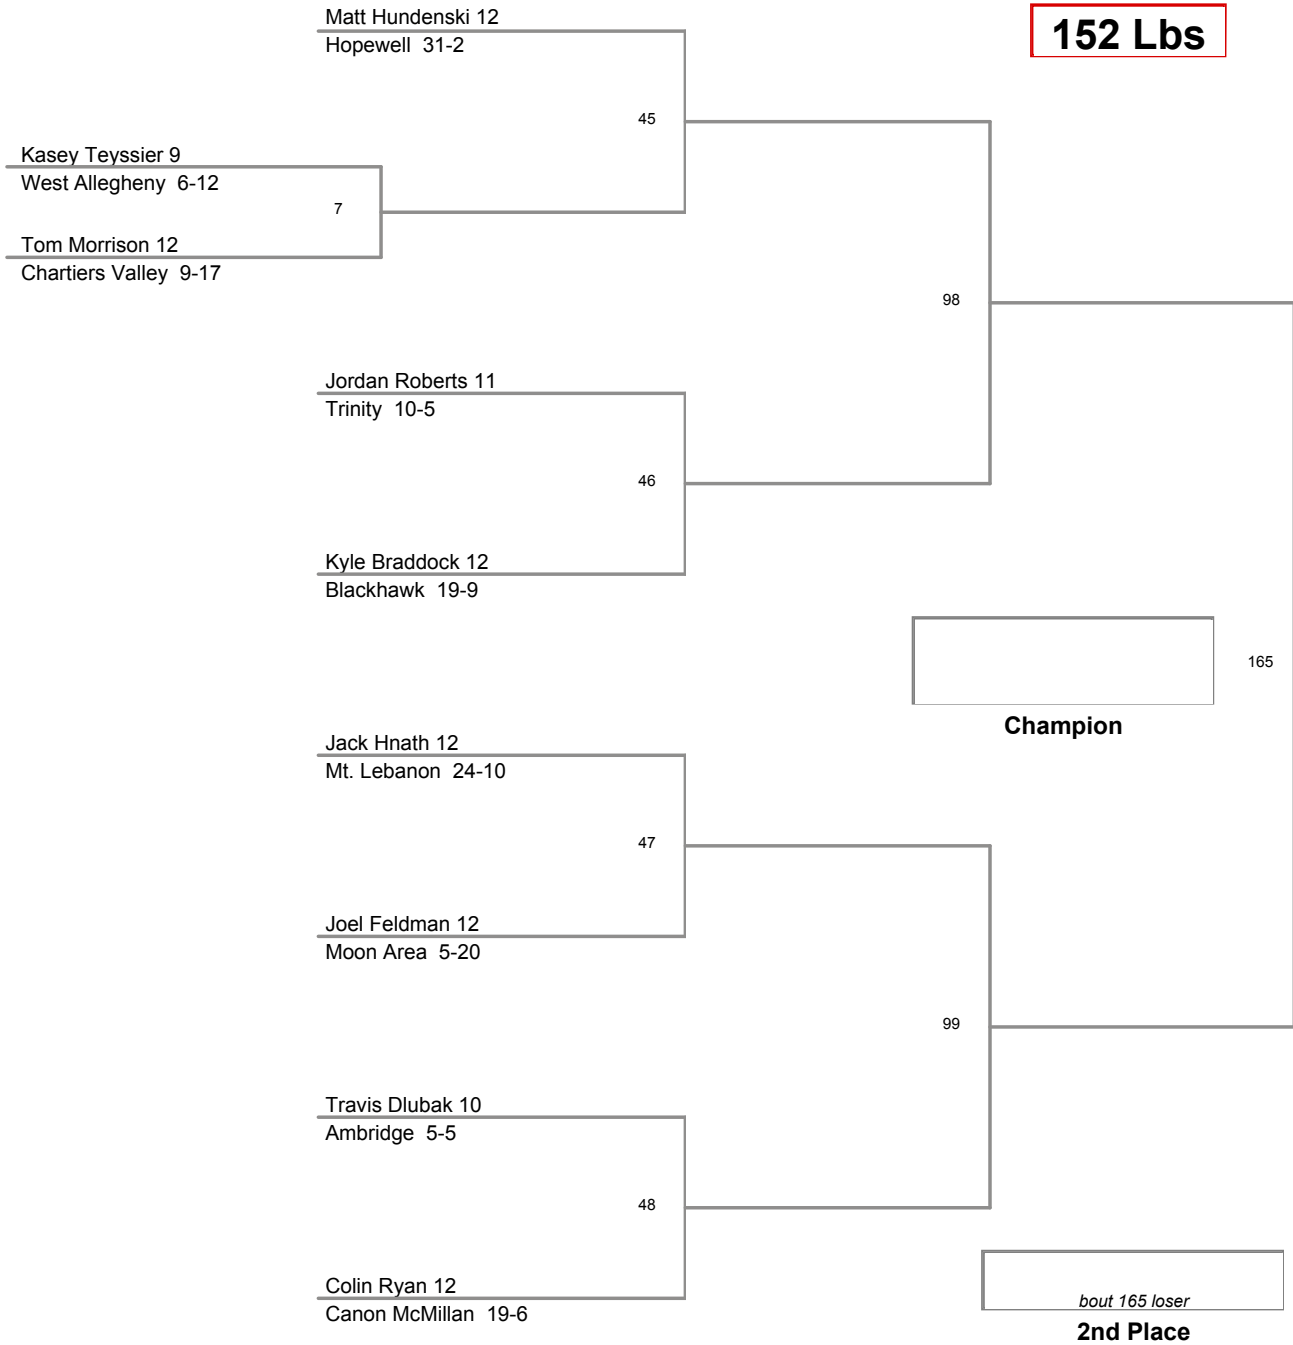 Matt Hundenski 12
152 Lbs
Hopewell 31-2
45
Kasey Teyssier 9
West Allegheny 6-12
7
Tom Morrison 12
Chartiers Valley 9-17
98
Jordan Roberts 11
Trinity 10-5
46
Kyle Braddock 12
Blackhawk 19-9
165
Champion
Jack Hnath 12
Mt. Lebanon 24-10
47
Joel Feldman 12
Moon Area 5-20
99
Travis Dlubak 10
Ambridge 5-5
48
Colin Ryan 12
Canon McMillan 19-6
bout 165 loser
2nd Place